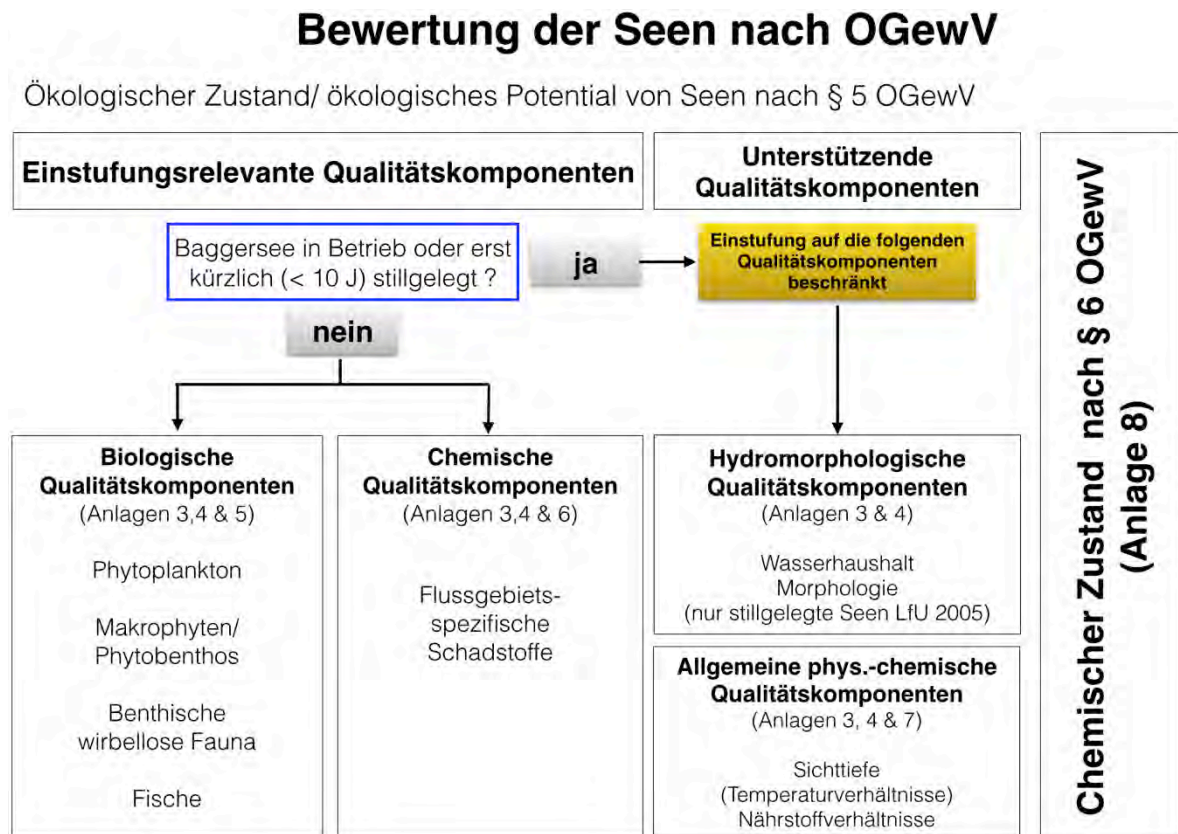 Bewertung der Seen nach OGewV
Ökologischer Zustand/ ökologisches Potential von Seen nach § 5 OGewV
Einstufungsrelevante Qualitätskomponenten
Unterstützende
Qualitätskomponenten
Baggersee in Betrieb oder erst
kürzlich (< 10 J) stillgelegt ?
ja
Einstufung auf die folgenden
Qualitätskomponenten
beschränkt
nein
Biologische
Qualitätskomponenten
(Anlagen 3,4 & 5)
Phytoplankton
Makrophyten/
Phytobenthos
Benthische
wirbellose Fauna
Fische
Chemische
Qualitätskomponenten
(Anlagen 3,4 & 6)
Flussgebiets-
spezifische
Schadstoffe
Hydromorphologische
Qualitätskomponenten
(Anlagen 3 & 4)
Wasserhaushalt
Morphologie
(nur stillgelegte Seen LfU 2005)
Allgemeine phys.-chemische
Qualitätskomponenten
(Anlagen 3, 4 & 7)
Sichttiefe
(Temperaturverhältnisse)
Nährstoffverhältnisse
Chemischer Zustand nach § 6 OGewV
(Anlage 8)